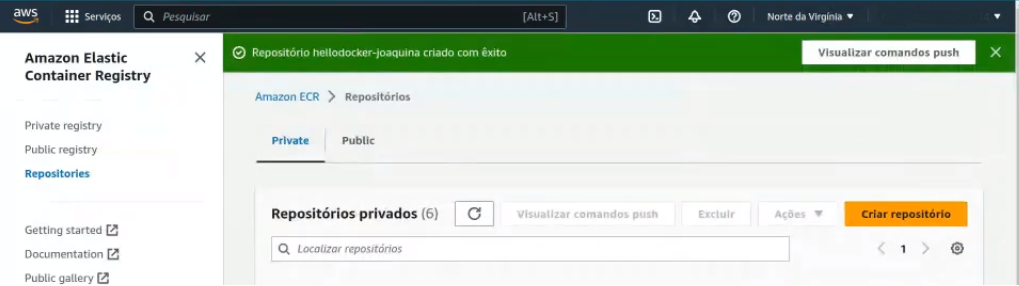 aws Serviços Pesquisar [Alt+S] Norte da Virgínia
Amazon Elastic
Container Registry
Private registry
Public registry
Repositories
Getting started
Documentation
Public gallery
Repositório hellodocker-joaquina criado com êxito Visualizar comandos push
Amazon ECR > Repositórios
Private Public
Repositórios privados (6) Visualizar comandos push Excluir Ações Criar repositório
Localizar repositórios 1